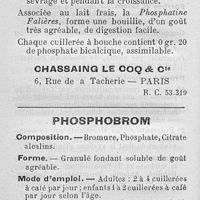 sevrage et pendant la croissance.
Associée au lait frais, la Phosphatine
Falières, forme une bouillie, d'un goût
très agréable, de digestion facile.
Chaque cuillerée à bouche contient 0 gr. 20
de phosphate bicalcique, assimilable.
CHASSAING LE COQ & Cie
6, Rue de la Tacherie — PARIS
R. C. 53.319
PHOSPHOBROM
Composition. — Bromure, Phosphate, Citrate
alcalins.
Forme. — Granulé fondant soluble de goût
agréable.
Mode d'emploi. — Adultes : 2 à 4 cuillerées
à café par jour ; enfants 1 à 2 cuillerées à café
par jour selon l'âge.